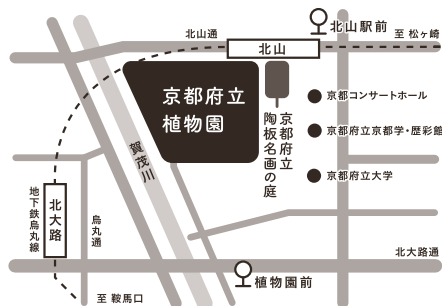 北山通
北山駅前
至 松ヶ崎
北山
京都府立
植物園
京都府立
陶板名画の庭
京都コンサートホール
京都府立京都学・歴彩館
京都府立大学
賀茂川
北大路
地下鉄烏丸線
烏丸通
北大路通
植物園前
至 鞍馬口